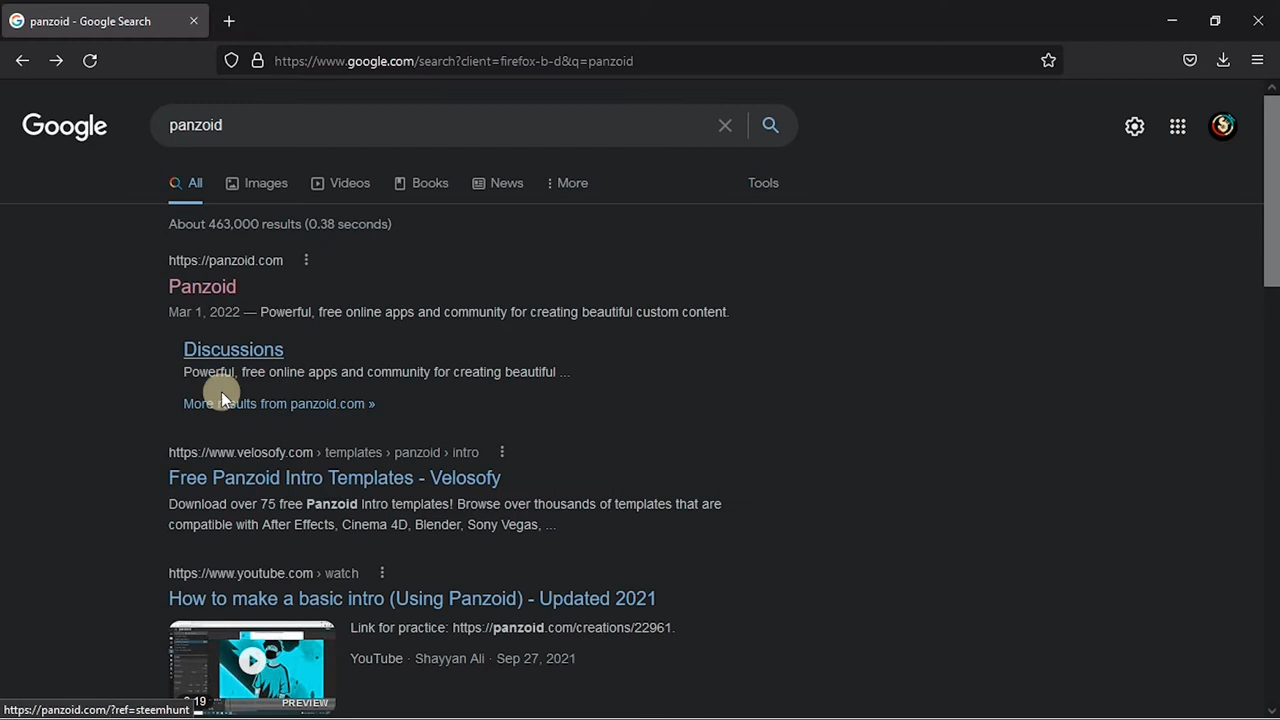 panzoid - Google Search
https://www.google.com/search?client=firefox-b-d&q=panzoid
Google
panzoid
All
Images
Videos
Books
News
More
Tools
About 463,000 results (0.38 seconds)
https://panzoid.com
Panzoid
Mar 1, 2022 — Powerful, free online apps and community for creating beautiful custom content.
Discussions
Powerful, free online apps and community for creating beautiful ...
More results from panzoid.com »
https://www.velosofy.com › templates › panzoid › intro
Free Panzoid Intro Templates - Velosofy
Download over 75 free Panzoid Intro templates! Browse over thousands of templates that are
compatible with After Effects, Cinema 4D, Blender, Sony Vegas, ...
https://www.youtube.com › watch
How to make a basic intro (Using Panzoid) - Updated 2021
Link for practice: https://panzoid.com/creations/22961.
YouTube · Shayyan Ali · Sep 27, 2021
PREVIEW
https://panzoid.com/?ref=steemhunt